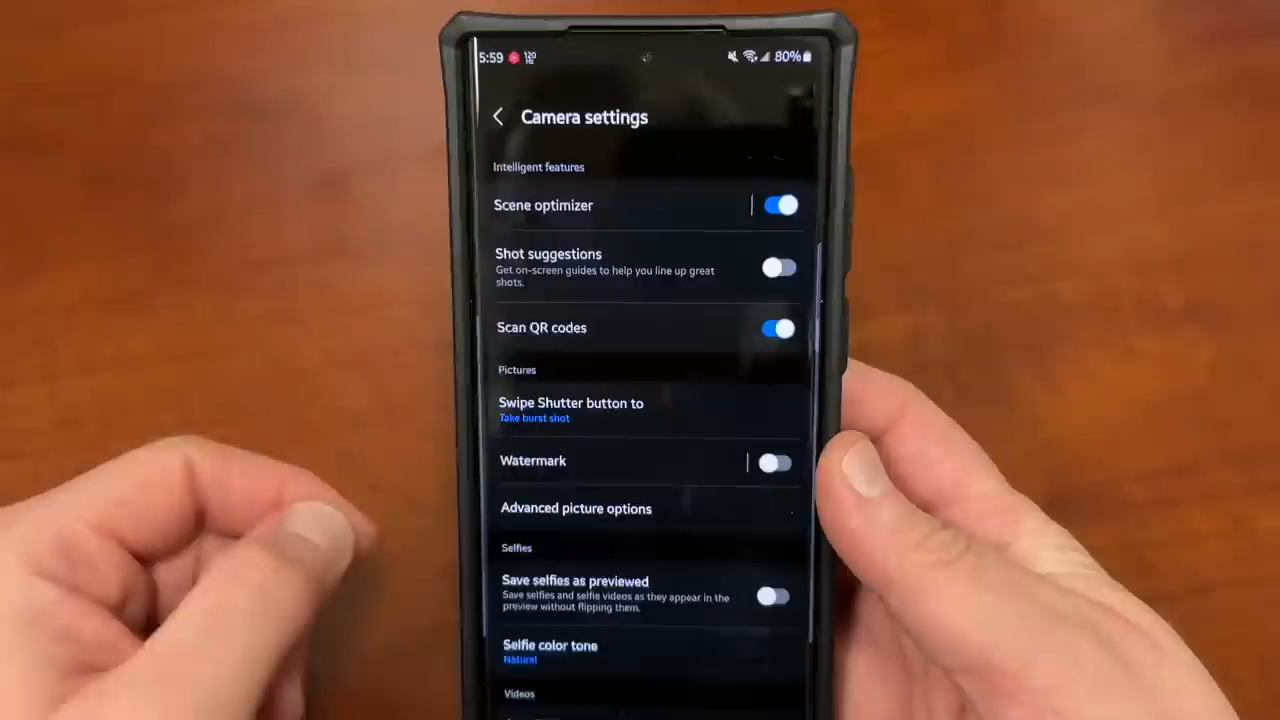 5:59 120 Hz 80%
Camera settings
Intelligent features
Scene optimizer
Shot suggestions
Get on-screen guides to help you line up great
shots.
Scan QR codes
Pictures
Swipe Shutter button to
Take burst shot
Watermark
Advanced picture options
Selfies
Save selfies as previewed
Save selfies and selfie videos as they appear in the
preview without flipping them.
Selfie color tone
Natural
Videos